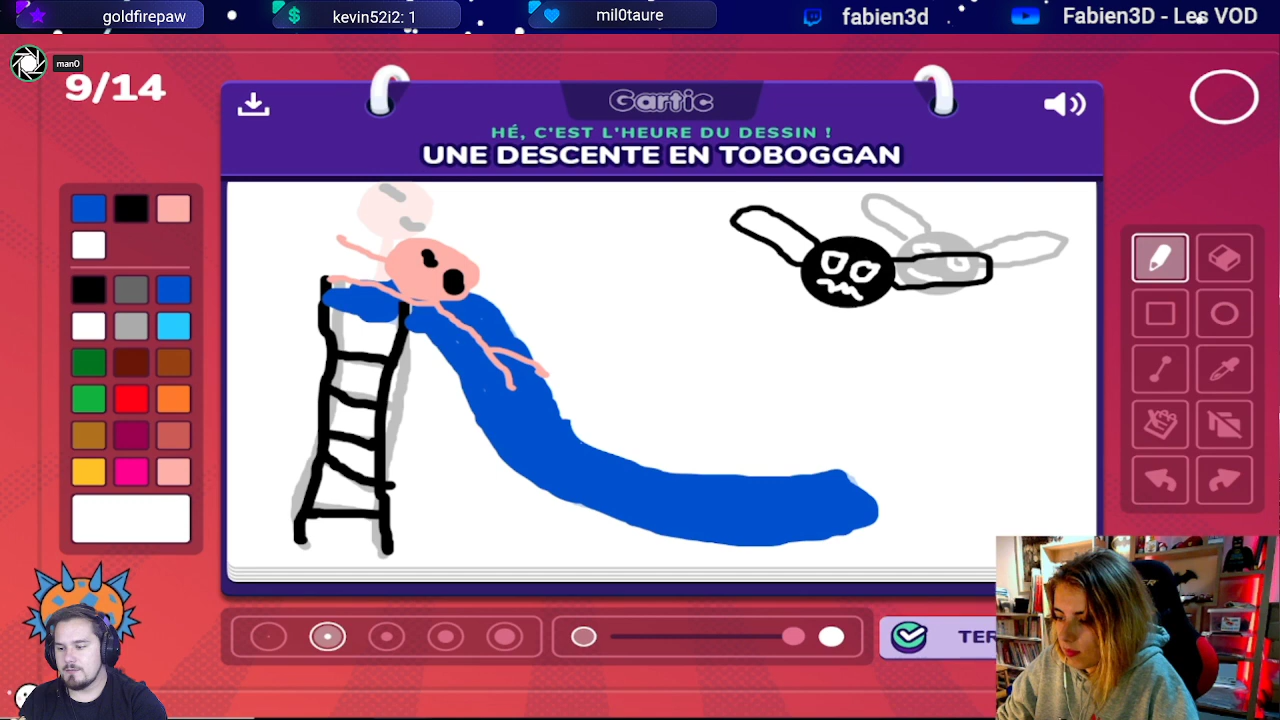 goldfirepaw
kevin52i2: 1
mil0taure
fabien3d
Fabien3D - Les VOD
man0
9/14
Gartic
HÉ, C'EST L'HEURE DU DESSIN !
UNE DESCENTE EN TOBOGGAN